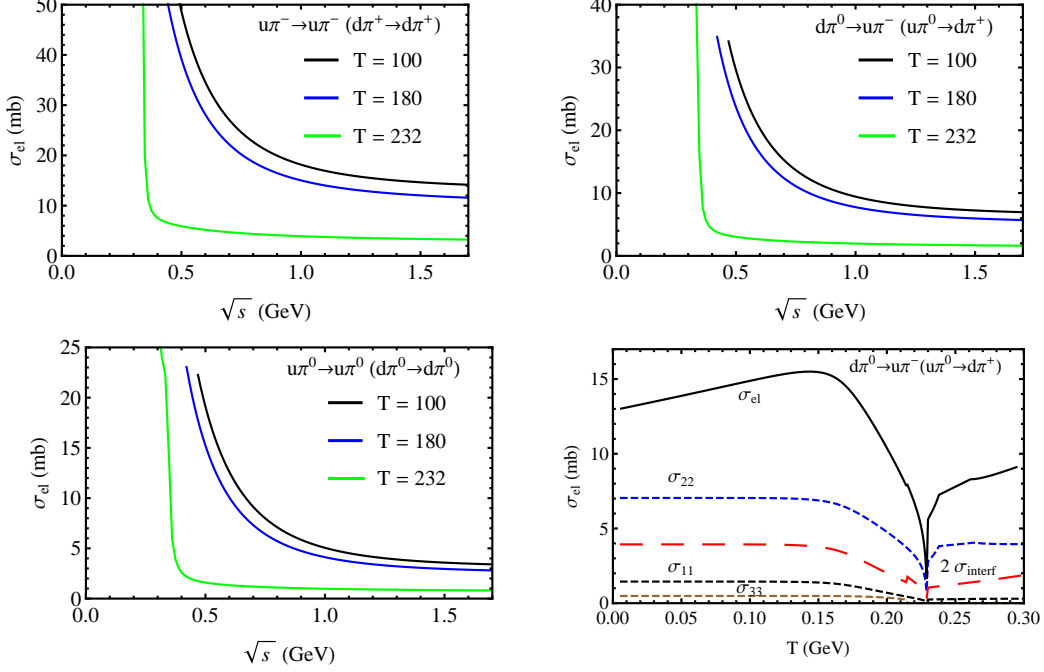 uπ⁻→uπ⁻ (dπ⁺→dπ⁺)
T = 100
T = 180
T = 232
σel (mb)
50
40
30
20
10
0
0.0 0.5 1.0 1.5
√s (GeV)
dπ⁰→uπ⁻ (uπ⁰→dπ⁺)
T = 100
T = 180
T = 232
σel (mb)
40
30
20
10
0
0.0 0.5 1.0 1.5
√s (GeV)
uπ⁰→uπ⁰ (dπ⁰→dπ⁰)
T = 100
T = 180
T = 232
σel (mb)
25
20
15
10
5
0
0.0 0.5 1.0 1.5
√s (GeV)
dπ⁰→uπ⁻(uπ⁰→dπ⁺)
σel
σ22
σ11
2 σinterf
σ33
σel (mb)
15
10
5
0
0.00 0.05 0.10 0.15 0.20 0.25 0.30
T (GeV)